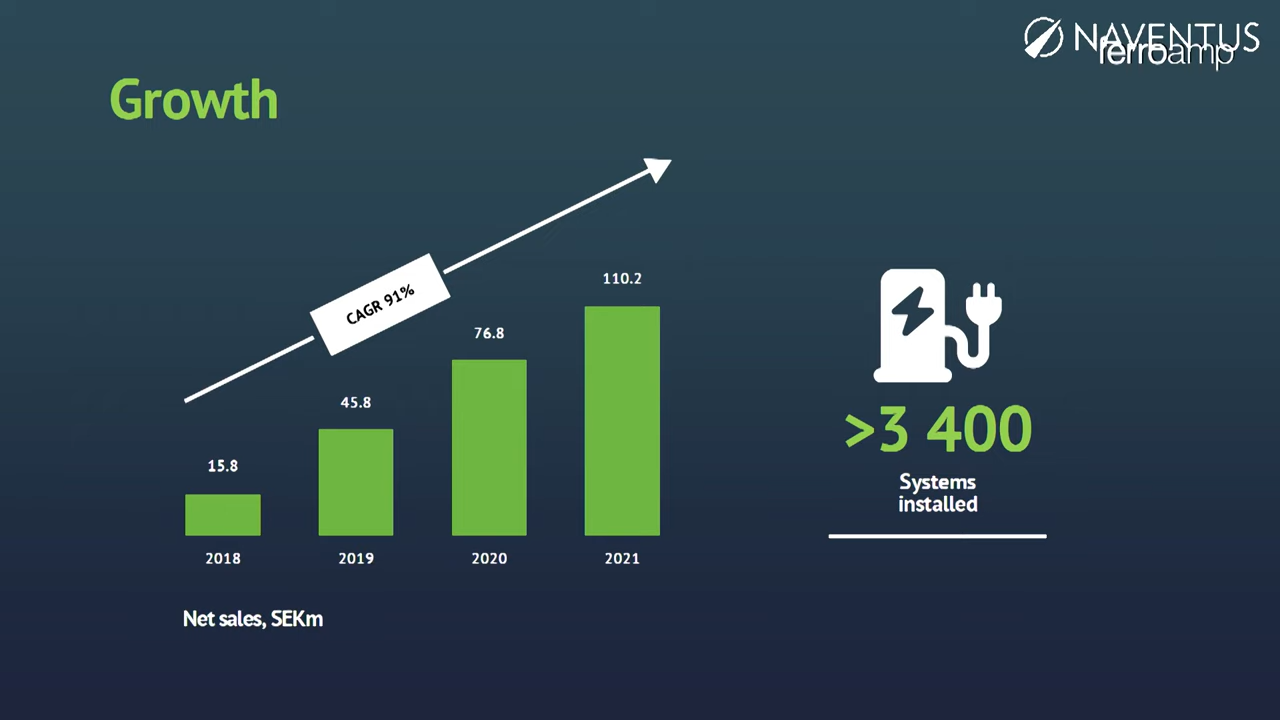 NAVENTUS
ferroamp
Growth
CAGR 91%
110.2
76.8
45.8
15.8
2018 2019 2020 2021
Net sales, SEKm
>3 400
Systems
installed